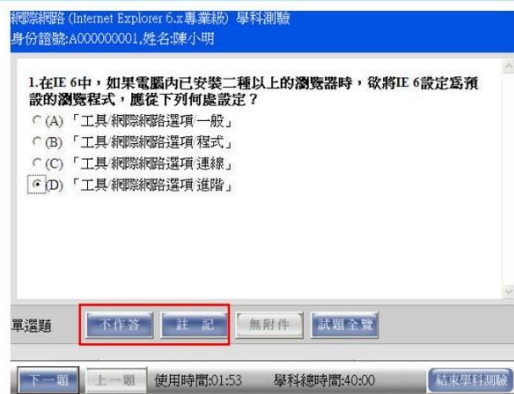 網際網路 (Internet Explorer 6.x專業級) 學科測驗
身份證號:A000000001,姓名:陳小明
1.在IE 6中，如果電腦內已安裝二種以上的瀏覽器時，欲將IE 6設定為預
設的瀏覽程式，應從下列何處設定？
(A) 「工具/網際網路選項/一般」
(B) 「工具/網際網路選項/程式」
(C) 「工具/網際網路選項/連線」
(D) 「工具/網際網路選項/進階」
單選題 不作答 註 記 無附件 試題全覽
下一題 上一題 使用時間:01:53 學科總時間:40:00 結束學科測驗